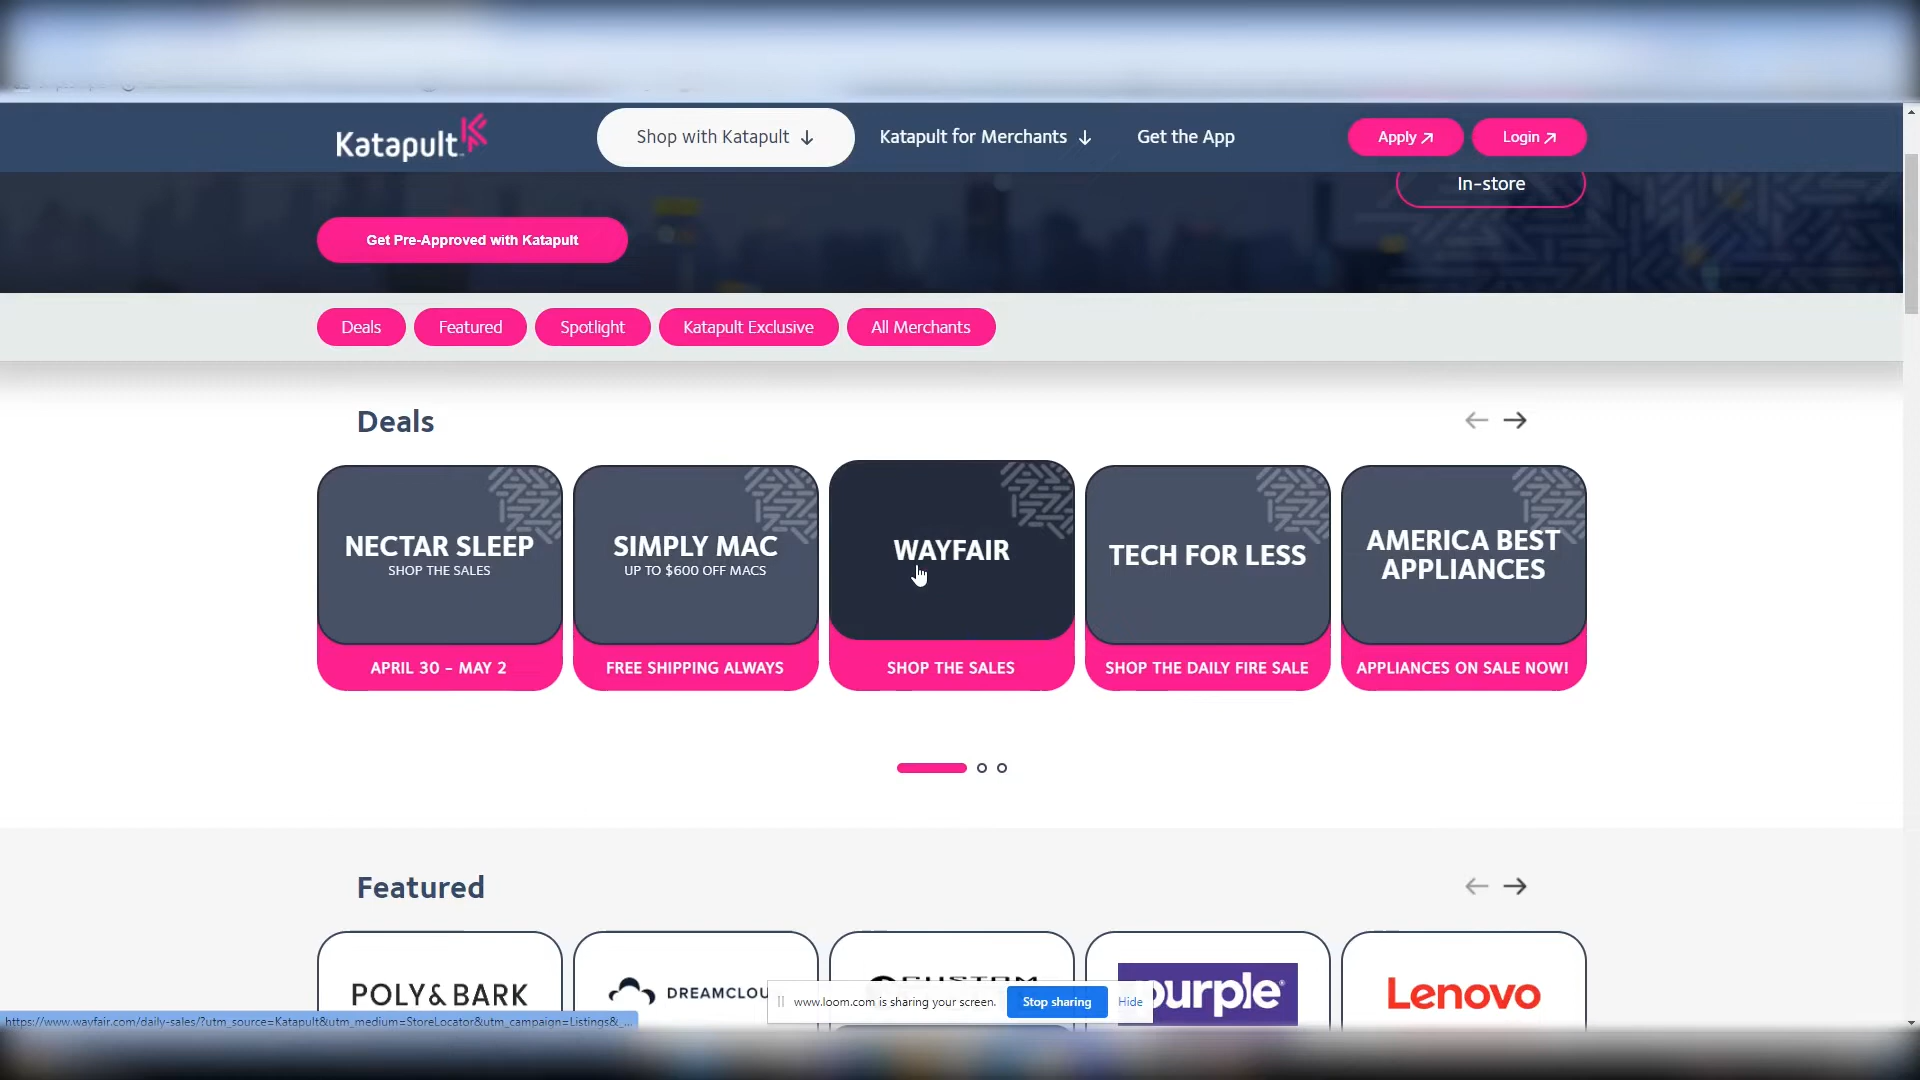 Katapult
Shop with Katapult ↓
Katapult for Merchants ↓
Get the App
Apply
Login
In-store
Get Pre-Approved with Katapult
Deals
Featured
Spotlight
Katapult Exclusive
All Merchants
Deals
NECTAR SLEEP
SHOP THE SALES
APRIL 30 - MAY 2
SIMPLY MAC
UP TO $600 OFF MACS
FREE SHIPPING ALWAYS
WAYFAIR
SHOP THE SALES
TECH FOR LESS
SHOP THE DAILY FIRE SALE
AMERICA BEST
APPLIANCES
APPLIANCES ON SALE NOW!
Featured
POLY & BARK
purple
Lenovo
www.loom.com is sharing your screen.
Stop sharing
Hide
https://www.wayfair.com/daily-sales/?utm_source=Katapult&utm_medium=StoreLocator&utm_campaign=Listings&_...